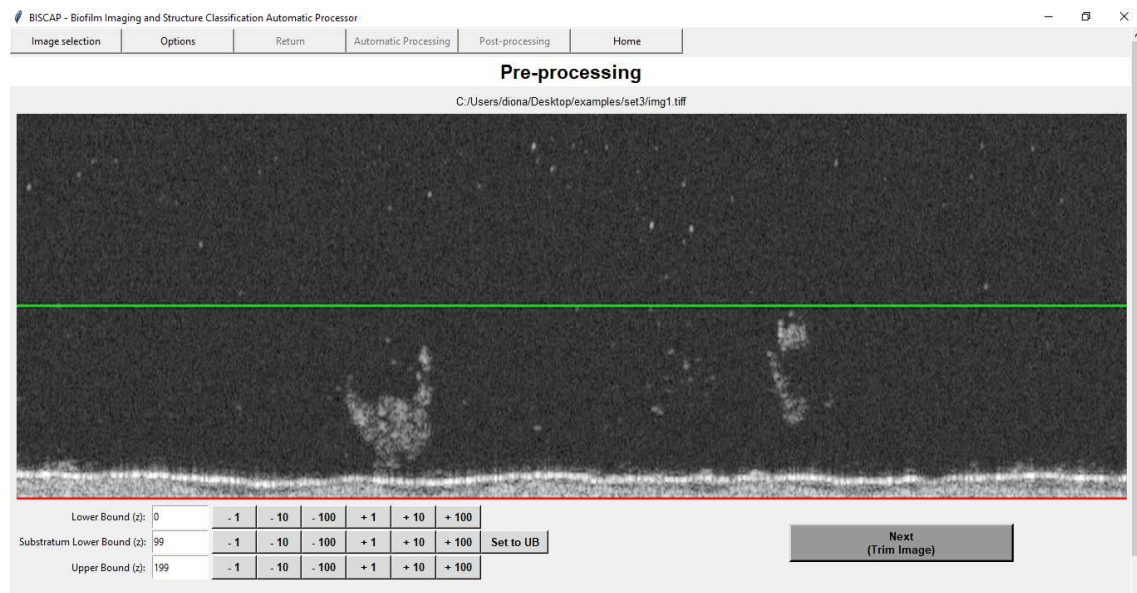 BISCAP - Biofilm Imaging and Structure Classification Automatic Processor
Image selection Options Return Automatic Processing Post-processing Home
Pre-processing
C:/Users/diona/Desktop/examples/set3/img1.tiff
Lower Bound (z): 0 - 1 - 10 - 100 + 1 + 10 + 100
Substratum Lower Bound (z): 99 - 1 - 10 - 100 + 1 + 10 + 100 Set to UB
Upper Bound (z): 199 - 1 - 10 - 100 + 1 + 10 + 100
Next
(Trim Image)